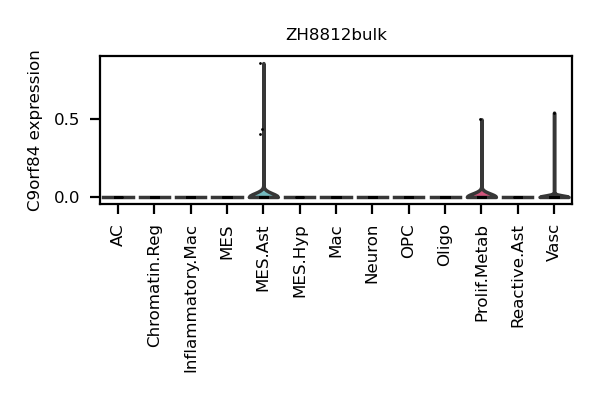 ZH8812bulk
C9orf84 expression
0.5
0.0
AC
Chromatin.Reg
Inflammatory.Mac
MES
MES.Ast
MES.Hyp
Mac
Neuron
OPC
Oligo
Prolif.Metab
Reactive.Ast
Vasc